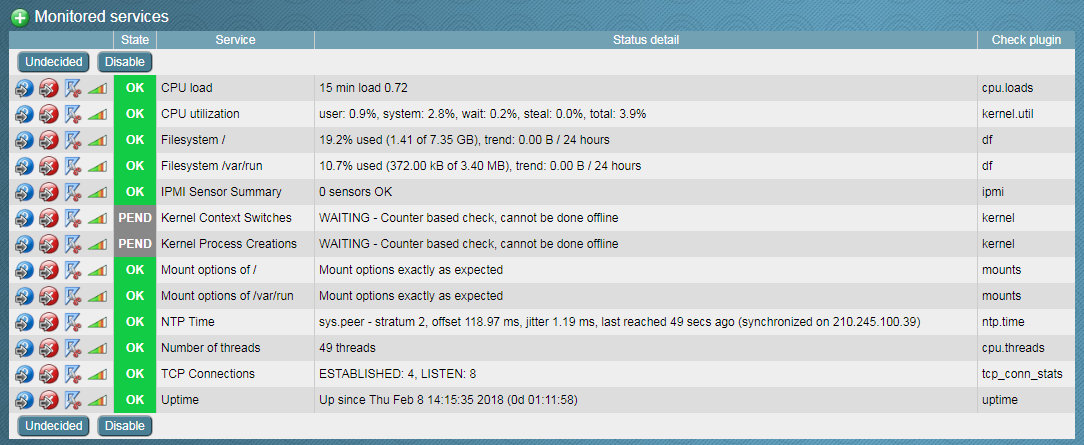 Monitored services
State Service Status detail Check plugin
Undecided Disable
OK CPU load 15 min load 0.72 cpu.loads
OK CPU utilization user: 0.9%, system: 2.8%, wait: 0.2%, steal: 0.0%, total: 3.9% kernel.util
OK Filesystem / 19.2% used (1.41 of 7.35 GB), trend: 0.00 B / 24 hours df
OK Filesystem /var/run 10.7% used (372.00 kB of 3.40 MB), trend: 0.00 B / 24 hours df
OK IPMI Sensor Summary 0 sensors OK ipmi
PEND Kernel Context Switches WAITING - Counter based check, cannot be done offline kernel
PEND Kernel Process Creations WAITING - Counter based check, cannot be done offline kernel
OK Mount options of / Mount options exactly as expected mounts
OK Mount options of /var/run Mount options exactly as expected mounts
OK NTP Time sys.peer - stratum 2, offset 118.97 ms, jitter 1.19 ms, last reached 49 secs ago (synchronized on 210.245.100.39) ntp.time
OK Number of threads 49 threads cpu.threads
OK TCP Connections ESTABLISHED: 4, LISTEN: 8 tcp_conn_stats
OK Uptime Up since Thu Feb 8 14:15:35 2018 (0d 01:11:58) uptime
Undecided Disable